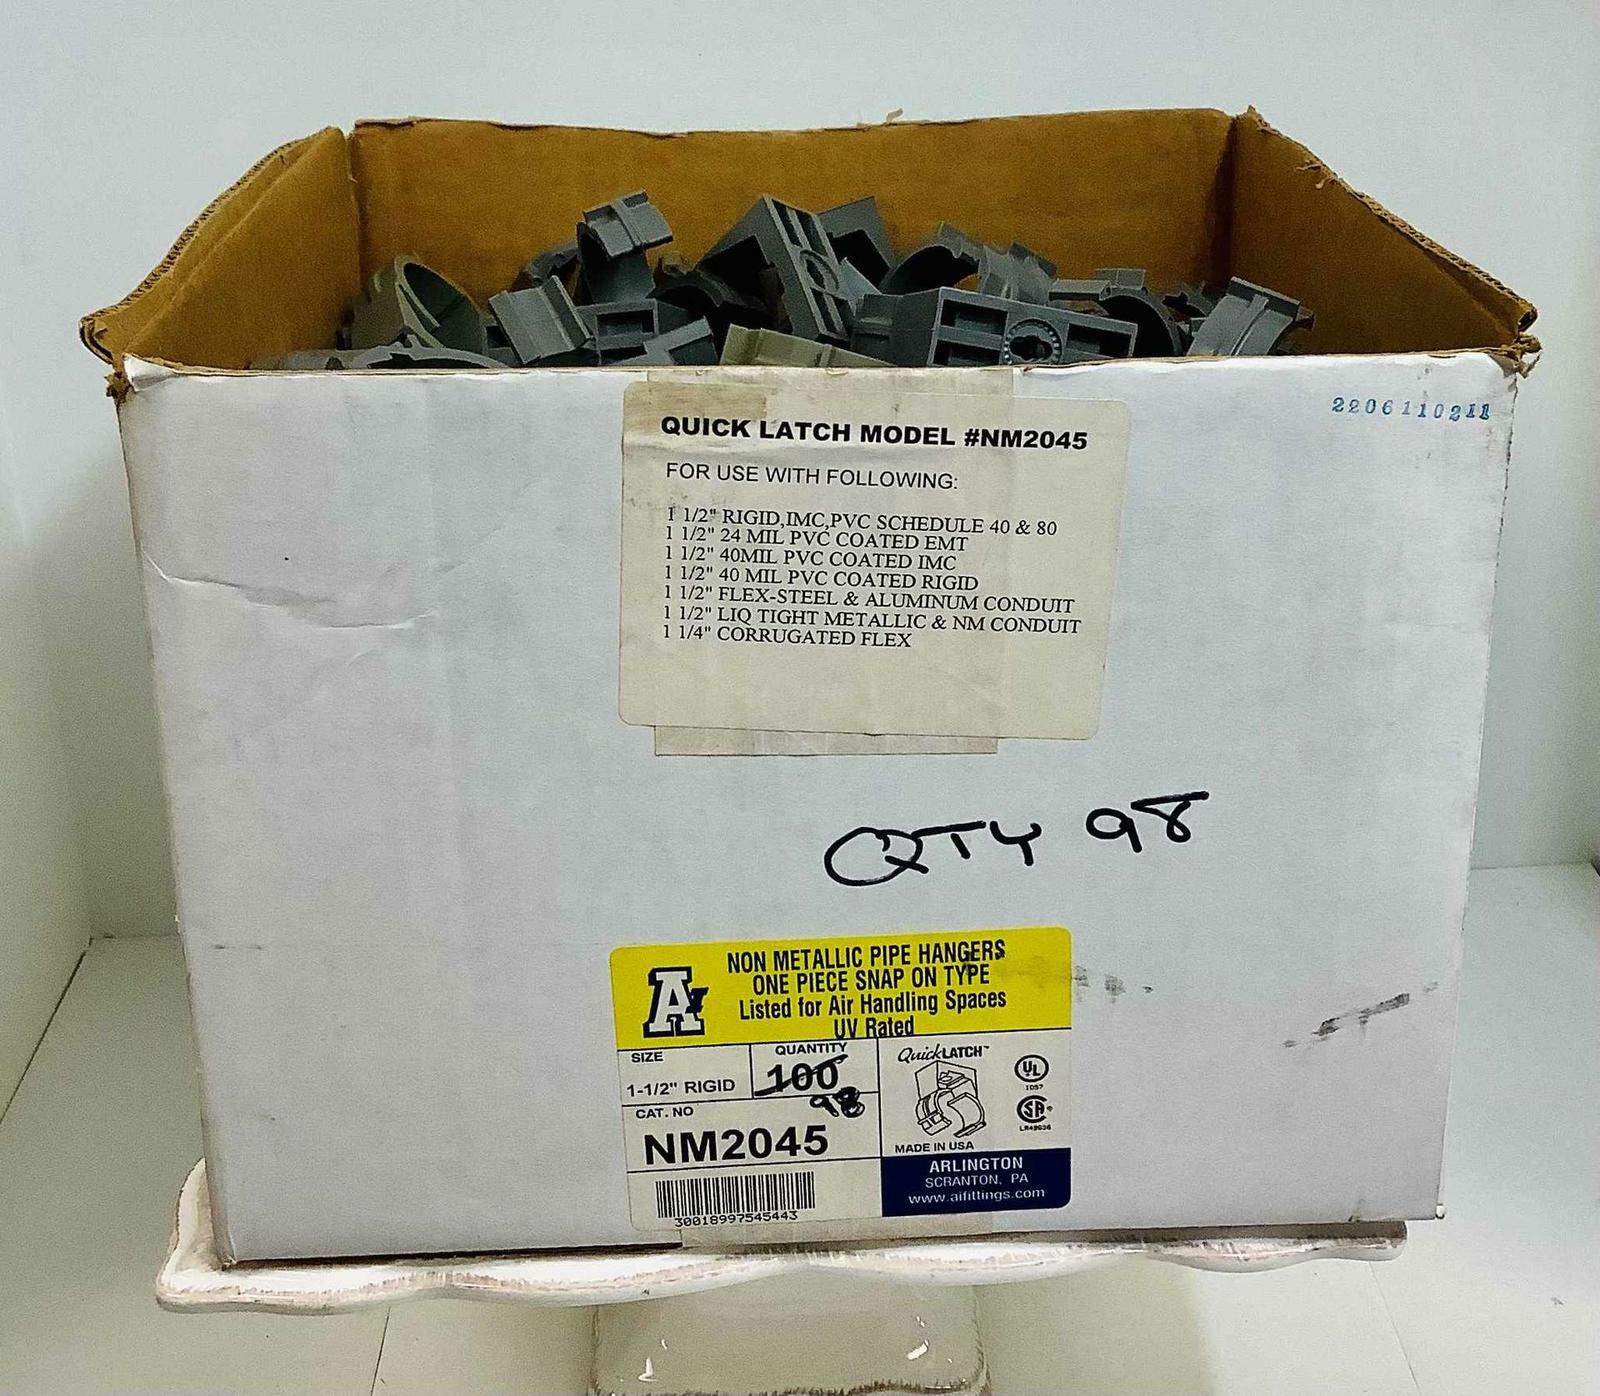 2206110211
QUICK LATCH MODEL #NM2045
FOR USE WITH FOLLOWING:
1 1/2" RIGID,IMC,PVC SCHEDULE 40 & 80
1 1/2" 24 MIL PVC COATED EMT
1 1/2" 40MIL PVC COATED IMC
1 1/2" 40 MIL PVC COATED RIGID
1 1/2" FLEX-STEEL & ALUMINUM CONDUIT
1 1/2" LIQ TIGHT METALLIC & NM CONDUIT
1 1/4" CORRUGATED FLEX
QTY 98
A
NON METALLIC PIPE HANGERS
ONE PIECE SNAP ON TYPE
Listed for Air Handling Spaces
UV Rated
SIZE
1-1/2" RIGID
QUANTITY
100
98
CAT. NO
NM2045
30018997545443
QuickLATCH™
UL
SA
MADE IN USA
ARLINGTON
SCRANTON, PA
www.aifittings.com